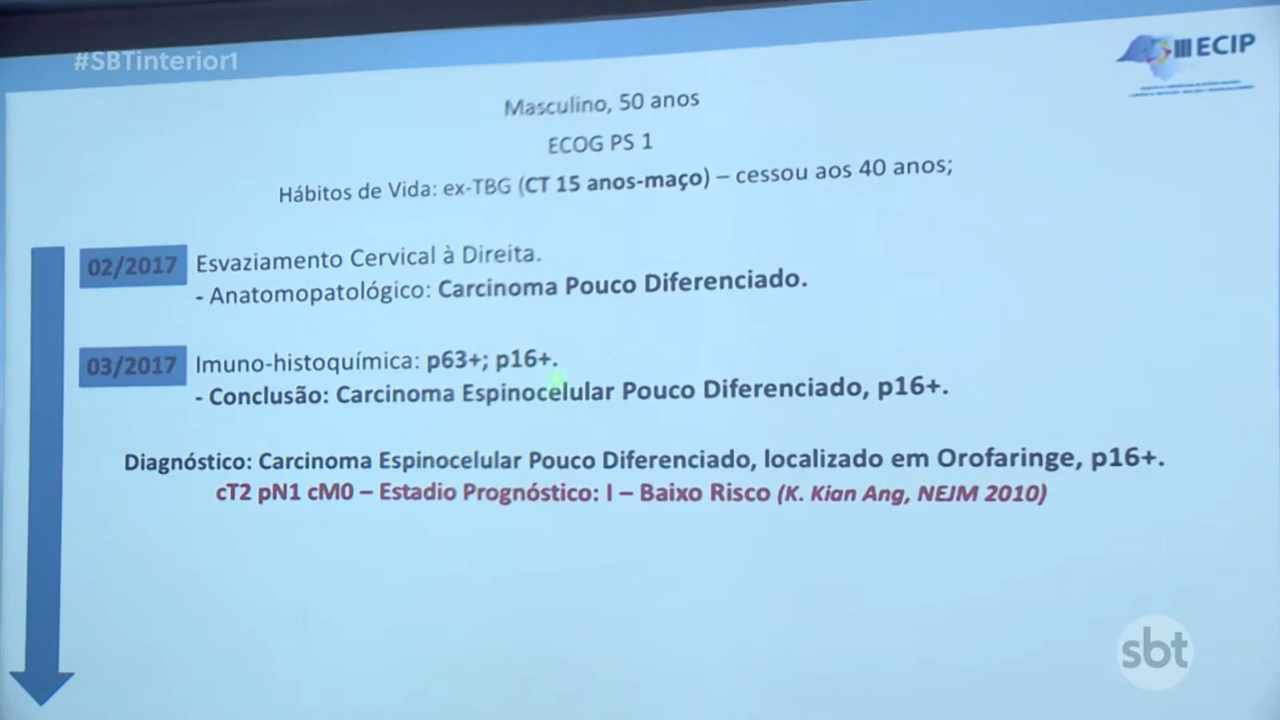 #SBTinterior1
III ECIP
Masculino, 50 anos
ECOG PS 1
Hábitos de Vida: ex-TBG (CT 15 anos-maço) – cessou aos 40 anos;
02/2017 Esvaziamento Cervical à Direita.
- Anatomopatológico: Carcinoma Pouco Diferenciado.
03/2017 Imuno-histoquímica: p63+; p16+.
- Conclusão: Carcinoma Espinocelular Pouco Diferenciado, p16+.
Diagnóstico: Carcinoma Espinocelular Pouco Diferenciado, localizado em Orofaringe, p16+.
cT2 pN1 cM0 – Estadio Prognóstico: I – Baixo Risco (K. Kian Ang, NEJM 2010)
sbt